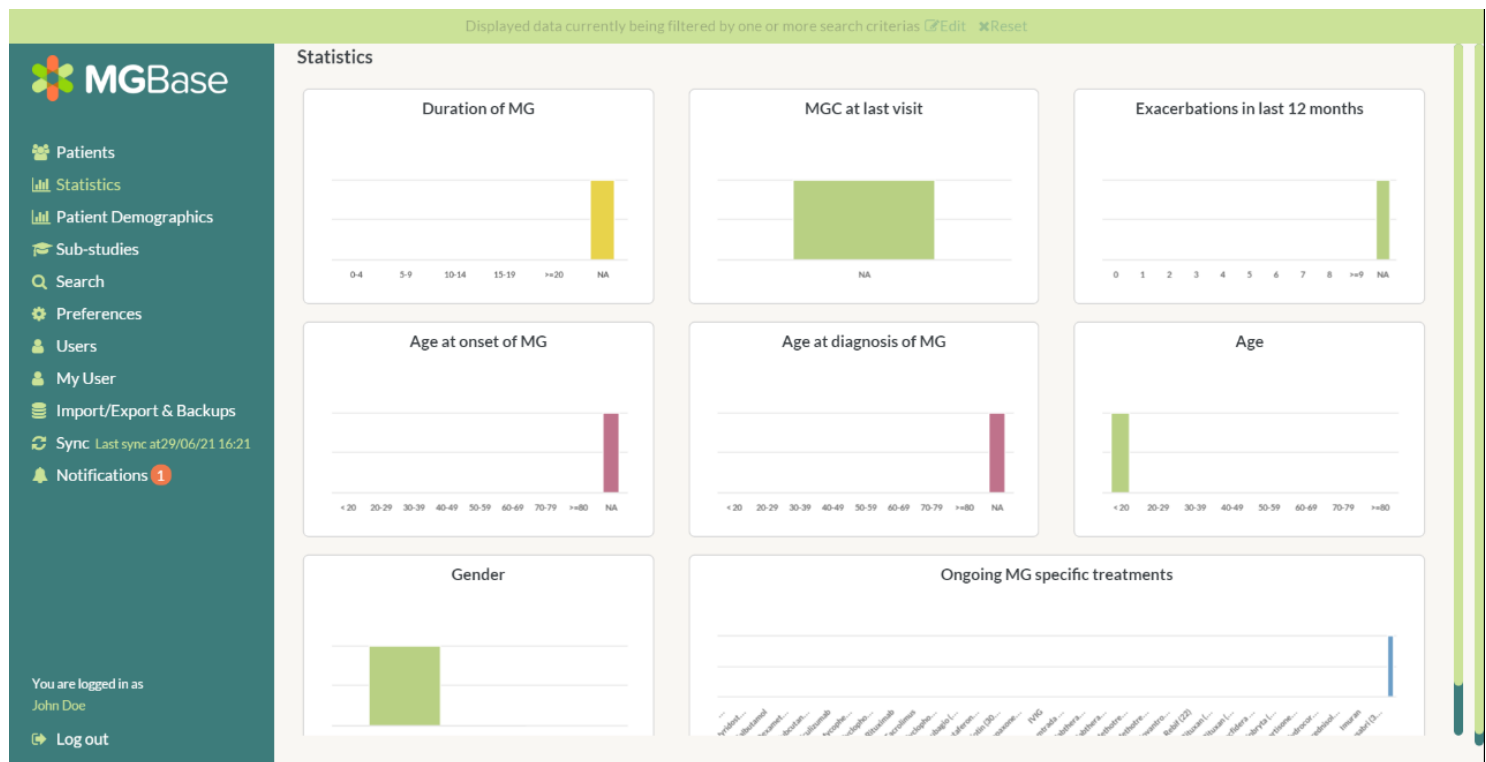 Displayed data currently being filtered by one or more search criterias Edit Reset
MGBase
Patients
Statistics
Patient Demographics
Sub-studies
Search
Preferences
Users
My User
Import/Export & Backups
Sync Last sync at29/06/21 16:21
Notifications 1
You are logged in as
John Doe
Log out
Statistics
Duration of MG
0-4 5-9 10-14 15-19 >=20 NA
MGC at last visit
NA
Exacerbations in last 12 months
0 1 2 3 4 5 6 7 8 >=9 NA
Age at onset of MG
<20 20-29 30-39 40-49 50-59 60-69 70-79 >=80 NA
Age at diagnosis of MG
<20 20-29 30-39 40-49 50-59 60-69 70-79 >=80 NA
Age
<20 20-29 30-39 40-49 50-59 60-69 70-79 >=80
Gender
Ongoing MG specific treatments
IVIG
Rebif (22)
Imuran